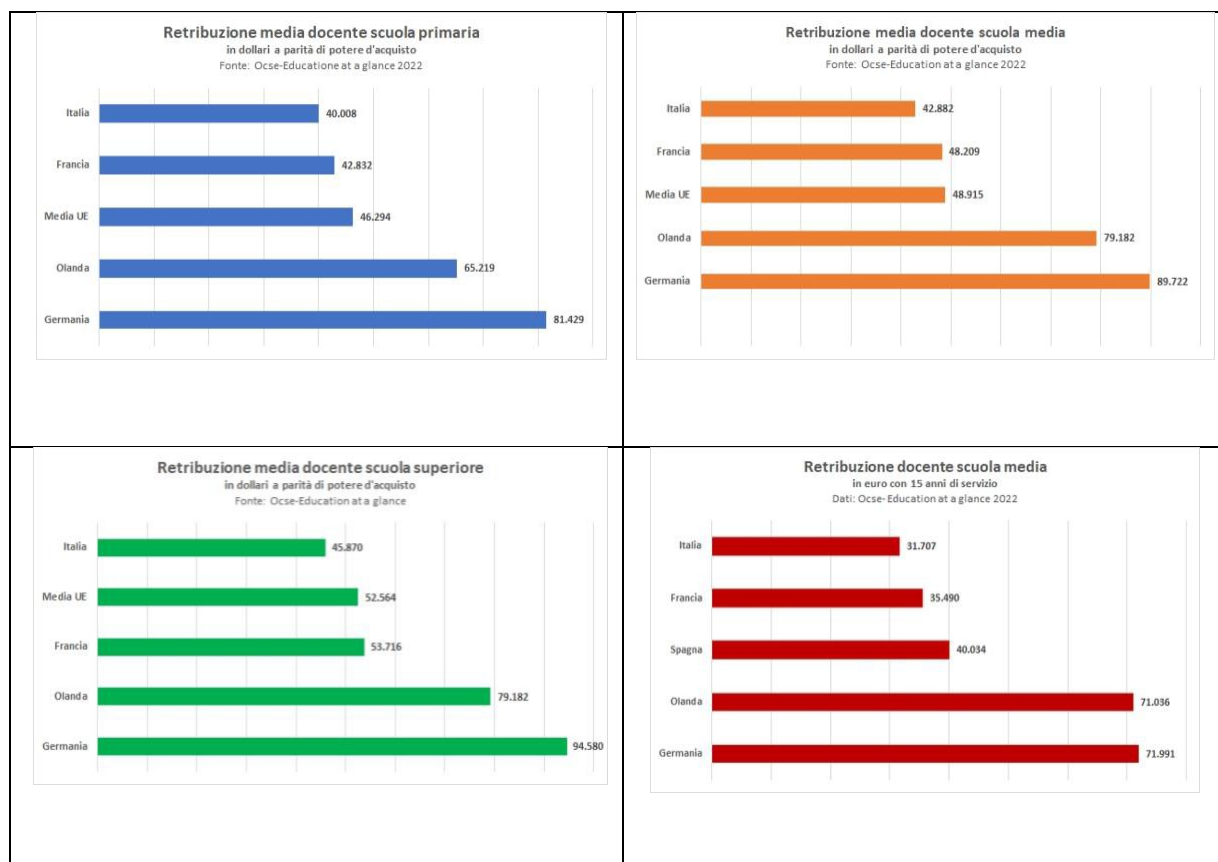 Retribuzione media docente scuola primaria
in dollari a parità di potere d'acquisto
Fonte: Ocse-Educatione at a glance 2022
Italia 40.008
Francia 42.832
Media UE 46.294
Olanda 65.219
Germania 81.429
Retribuzione media docente scuola media
in dollari a parità di potere d'acquisto
Fonte: Ocse-Education at a glance 2022
Italia 42.882
Francia 48.209
Media UE 48.915
Olanda 79.182
Germania 89.722
Retribuzione media docente scuola superiore
in dollari a parità di potere d'acquisto
Fonte: Ocse-Education at a glance
Italia 45.870
Media UE 52.564
Francia 53.716
Olanda 79.182
Germania 94.580
Retribuzione docente scuola media
in euro con 15 anni di servizio
Dati: Ocse- Education at a glance 2022
Italia 31.707
Francia 35.490
Spagna 40.034
Olanda 71.036
Germania 71.991